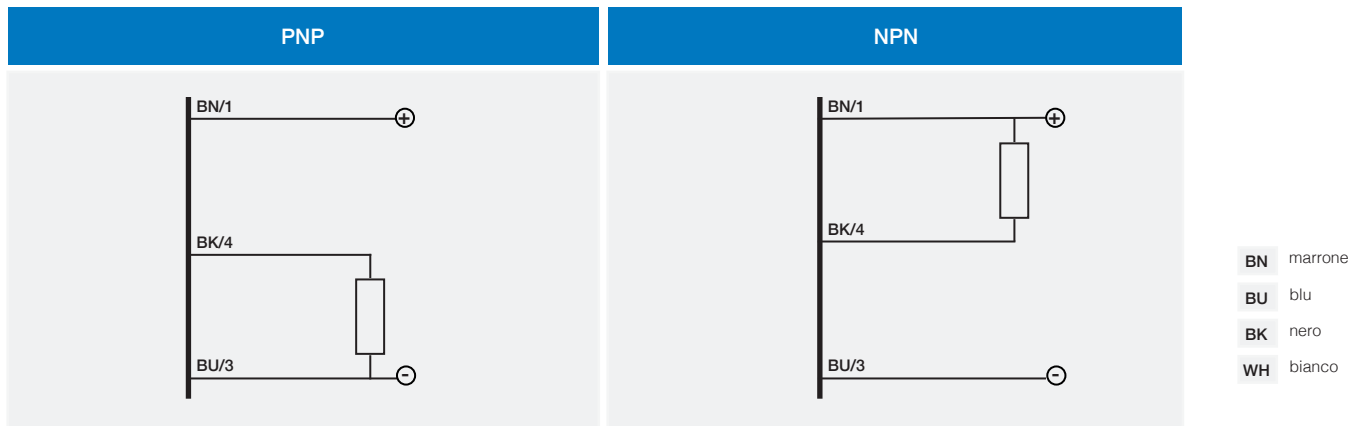 PNP
NPN
BN/1
+
BK/4
BU/3
-
BN/1
+
BK/4
BU/3
-
BN marrone
BU blu
BK nero
WH bianco